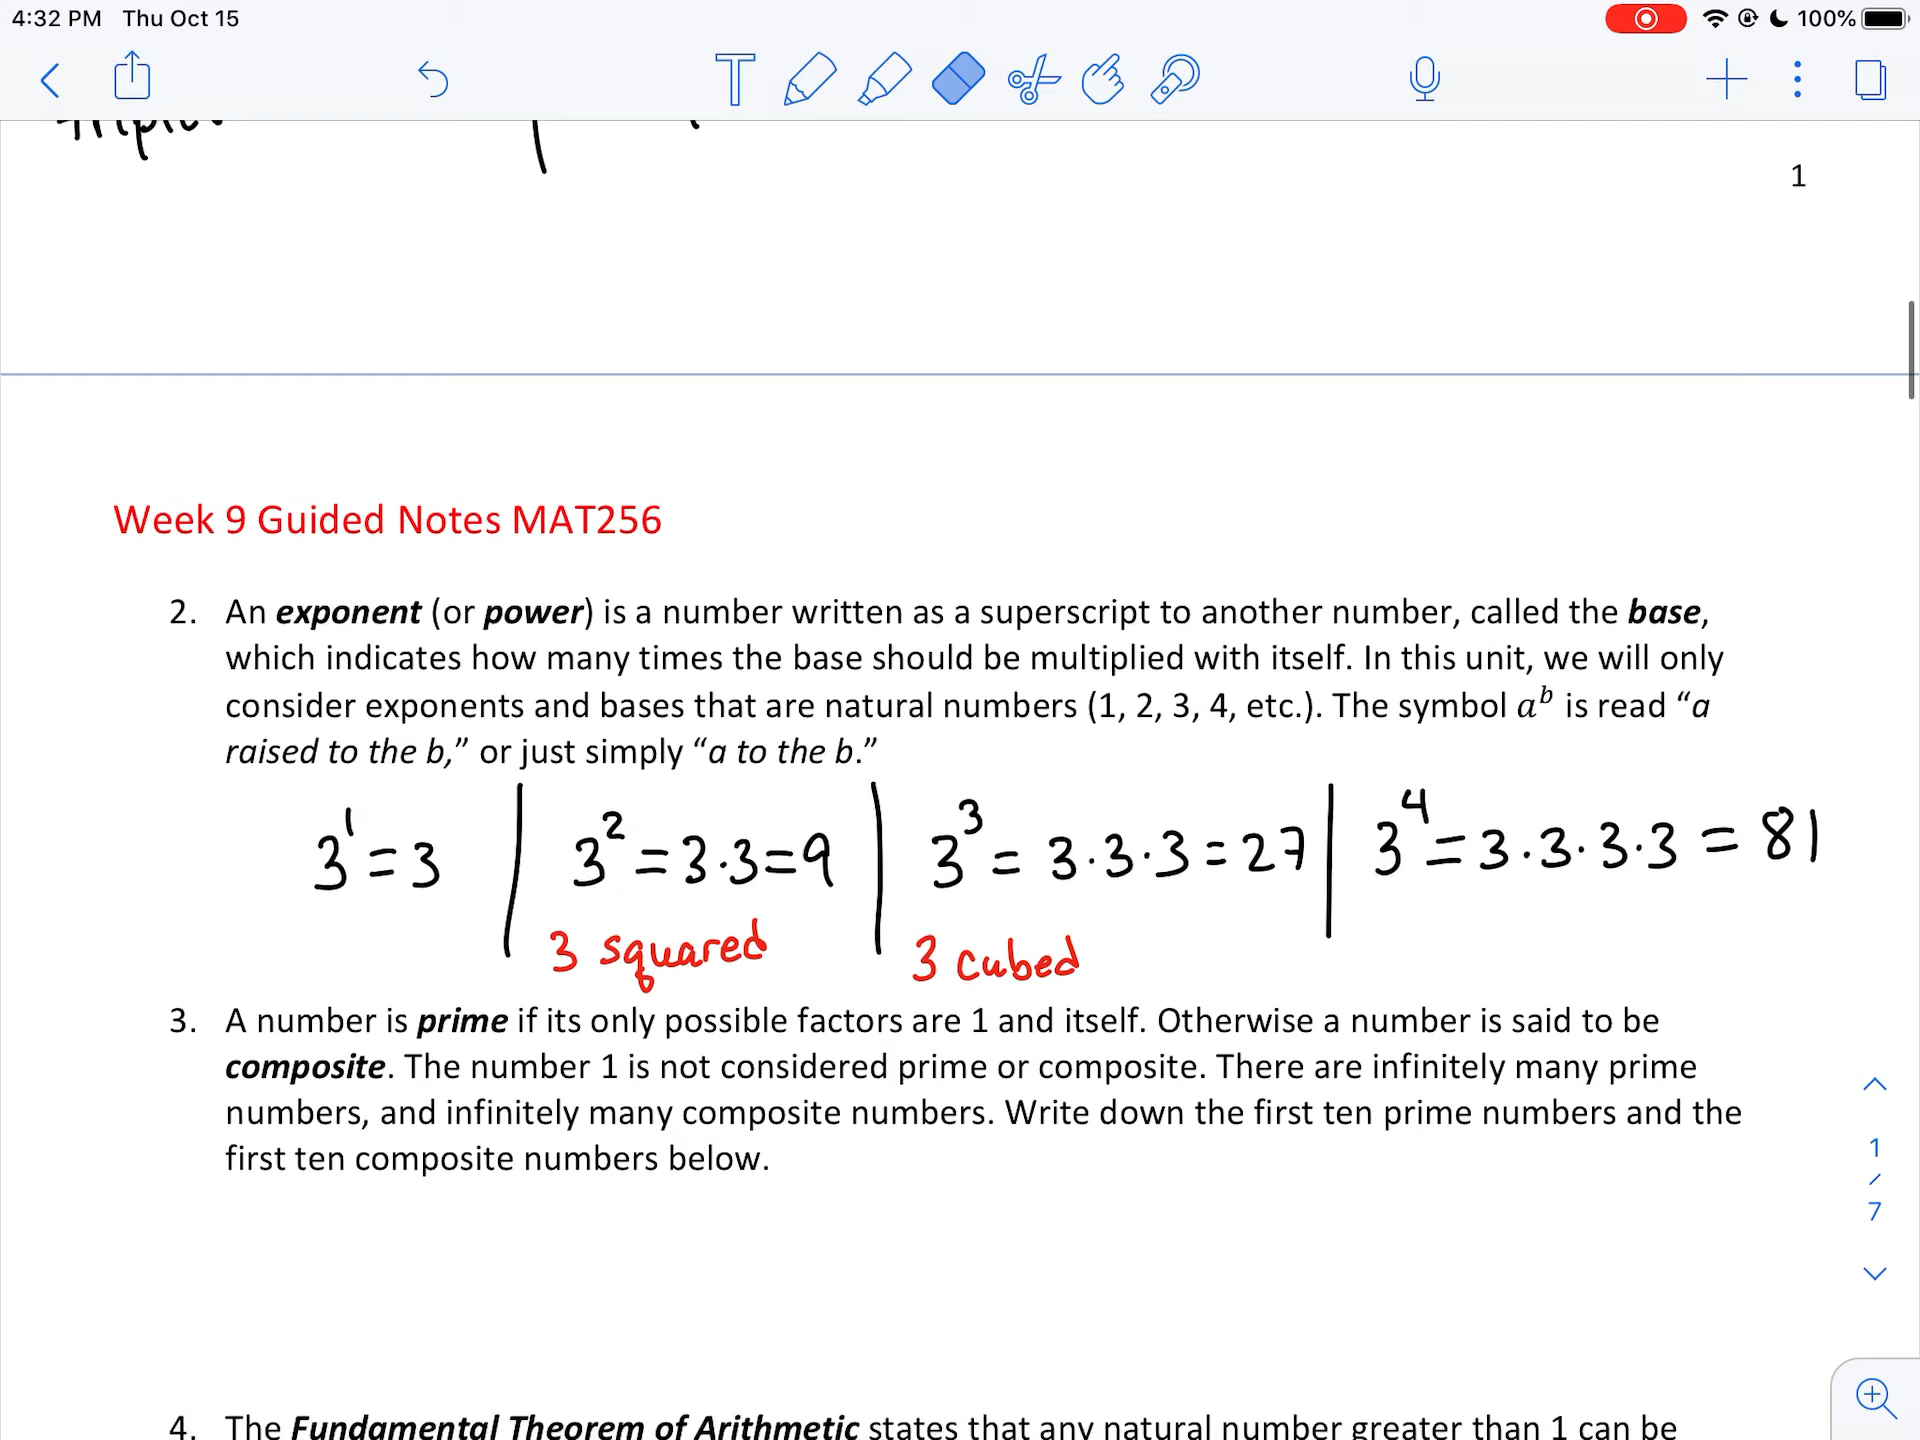 4:32 PM Thu Oct 15 100%
T
1
Week 9 Guided Notes MAT256
2. An exponent (or power) is a number written as a superscript to another number, called the base,
which indicates how many times the base should be multiplied with itself. In this unit, we will only
consider exponents and bases that are natural numbers (1, 2, 3, 4, etc.). The symbol aᵇ is read “a
raised to the b,” or just simply “a to the b.”
3¹ = 3 | 3² = 3·3 = 9 | 3³ = 3·3·3 = 27 | 3⁴ = 3·3·3·3 = 81
3 squared 3 cubed
3. A number is prime if its only possible factors are 1 and itself. Otherwise a number is said to be
composite. The number 1 is not considered prime or composite. There are infinitely many prime
numbers, and infinitely many composite numbers. Write down the first ten prime numbers and the
first ten composite numbers below.
1
/
7
4. The Fundamental Theorem of Arithmetic states that any natural number greater than 1 can be